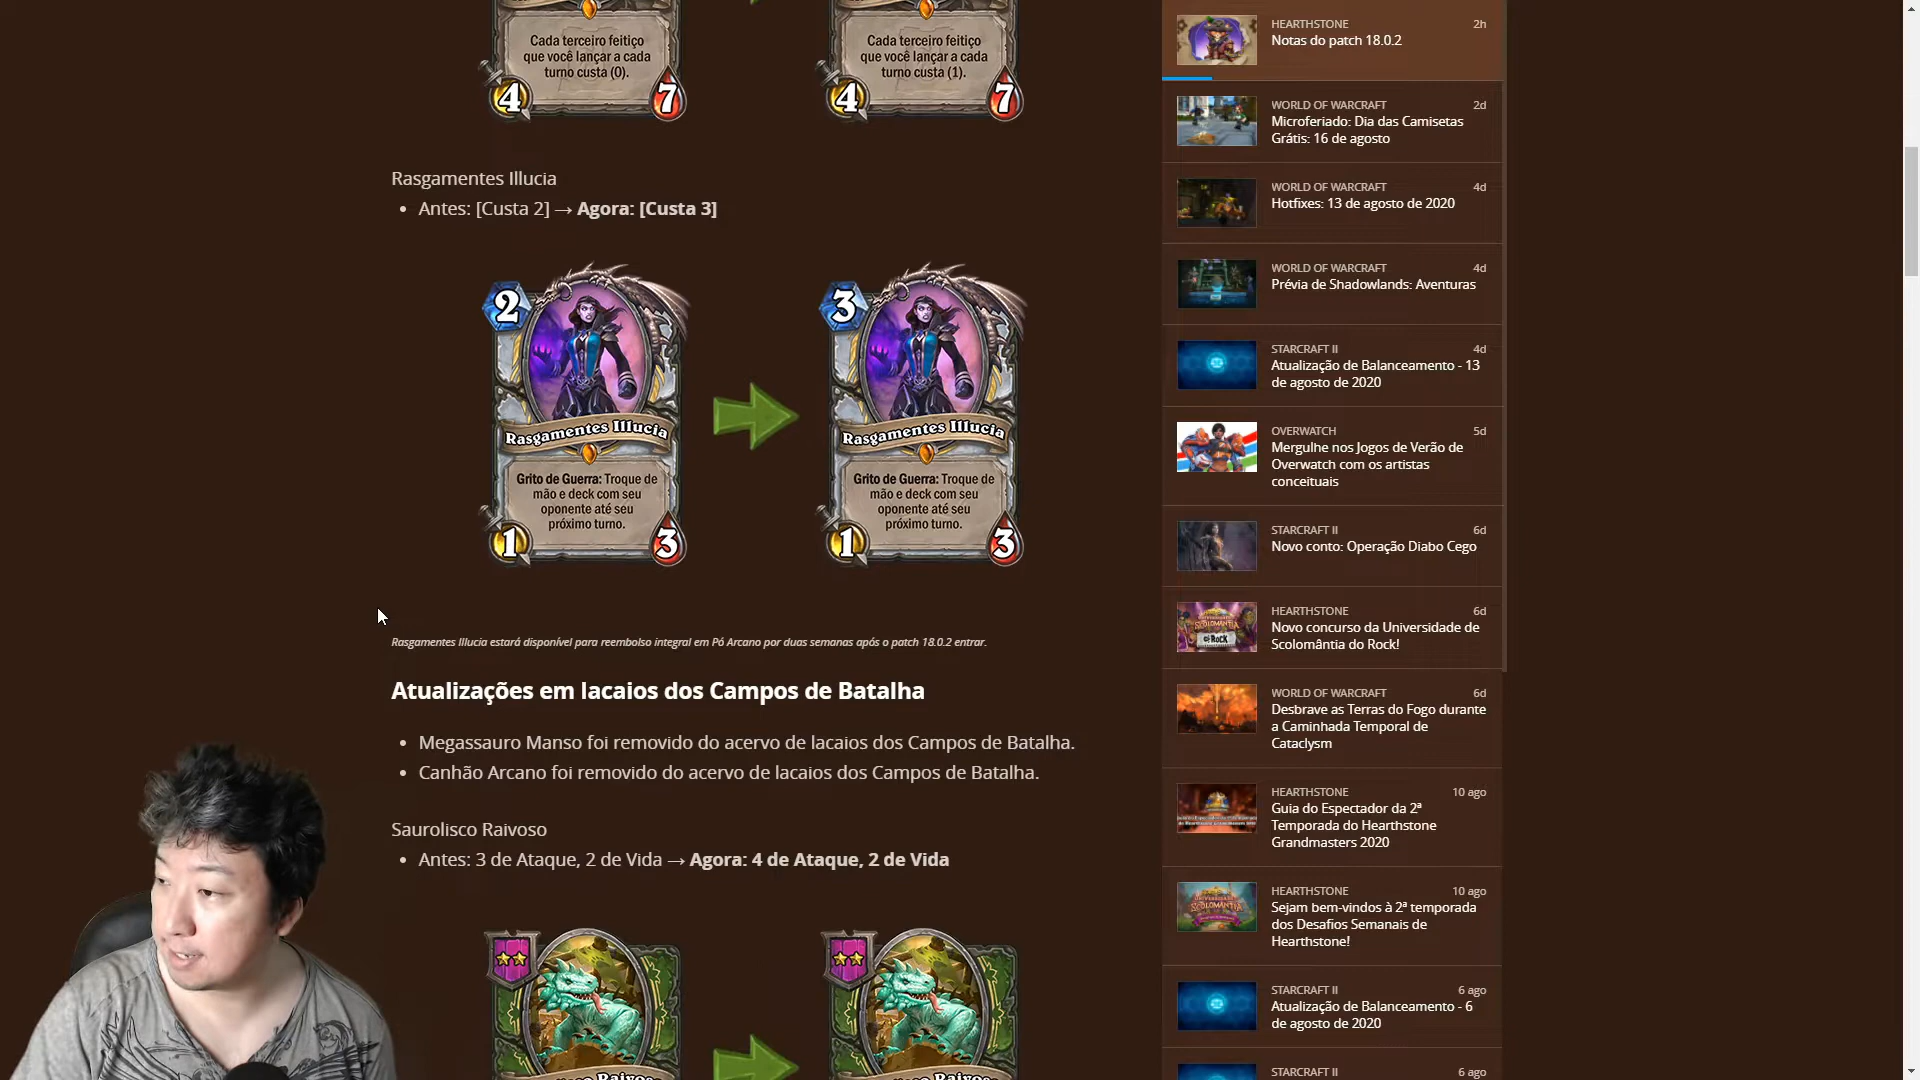 Cada terceiro feitiço
que você lançar a cada
turno custa (0).
4
7
Cada terceiro feitiço
que você lançar a cada
turno custa (1).
4
7
Rasgamentes Illucia
• Antes: [Custa 2] → Agora: [Custa 3]
2
Rasgamentes Illucia
Grito de Guerra: Troque de
mão e deck com seu
oponente até seu
próximo turno.
1
3
3
Rasgamentes Illucia
Grito de Guerra: Troque de
mão e deck com seu
oponente até seu
próximo turno.
1
3
Rasgamentes Illucia estará disponível para reembolso integral em Pó Arcano por duas semanas após o patch 18.0.2 entrar.
Atualizações em lacaios dos Campos de Batalha
• Megassauro Manso foi removido do acervo de lacaios dos Campos de Batalha.
• Canhão Arcano foi removido do acervo de lacaios dos Campos de Batalha.
Saurolisco Raivoso
• Antes: 3 de Ataque, 2 de Vida → Agora: 4 de Ataque, 2 de Vida
HEARTHSTONE 2h
Notas do patch 18.0.2
WORLD OF WARCRAFT 2d
Microferiado: Dia das Camisetas
Grátis: 16 de agosto
WORLD OF WARCRAFT 4d
Hotfixes: 13 de agosto de 2020
WORLD OF WARCRAFT 4d
Prévia de Shadowlands: Aventuras
STARCRAFT II 4d
Atualização de Balanceamento - 13
de agosto de 2020
OVERWATCH 5d
Mergulhe nos Jogos de Verão de
Overwatch com os artistas
conceituais
STARCRAFT II 6d
Novo conto: Operação Diabo Cego
HEARTHSTONE 6d
Novo concurso da Universidade de
Scolomântia do Rock!
WORLD OF WARCRAFT 6d
Desbrave as Terras do Fogo durante
a Caminhada Temporal de
Cataclysm
HEARTHSTONE 10 ago
Guia do Espectador da 2ª
Temporada do Hearthstone
Grandmasters 2020
HEARTHSTONE 10 ago
Sejam bem-vindos à 2ª temporada
dos Desafios Semanais de
Hearthstone!
STARCRAFT II 6 ago
Atualização de Balanceamento - 6
de agosto de 2020
STARCRAFT II 6 ago